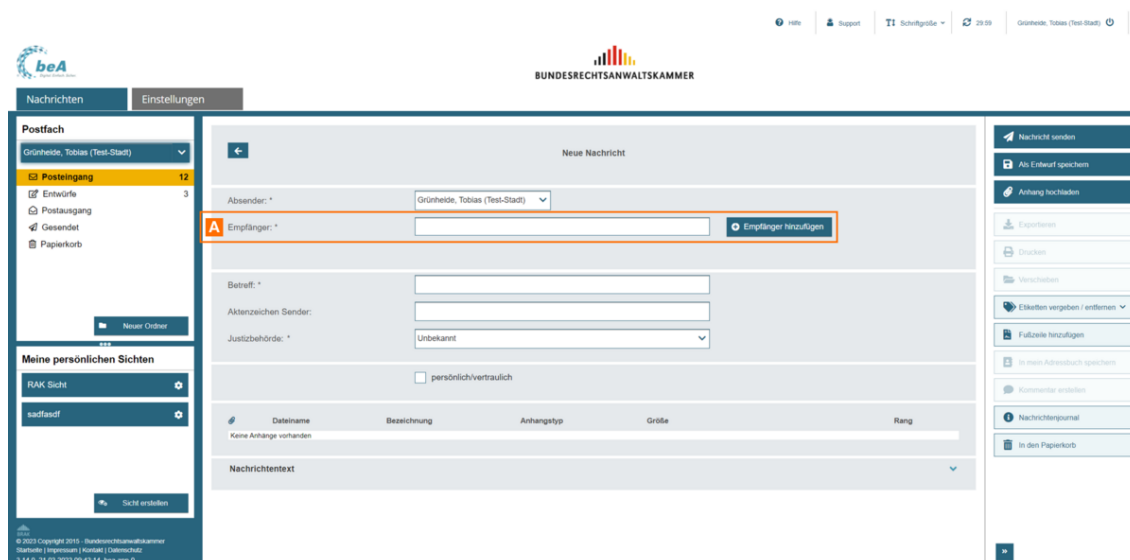 Hilfe
Support
Schriftgröße
29:59
Grünheide, Tobias (Test-Stadt)
beA
BUNDESRECHTSANWALTSKAMMER
Nachrichten
Einstellungen
Postfach
Grünheide, Tobias (Test-Stadt)
Posteingang 12
Entwürfe 3
Postausgang
Gesendet
Papierkorb
Neuer Ordner
Meine persönlichen Sichten
RAK Sicht
sadfasdf
Sicht erstellen
© 2023 Copyright 2015 - Bundesrechtsanwaltskammer
Startseite | Impressum | Kontakt | Datenschutz
Neue Nachricht
Absender: * Grünheide, Tobias (Test-Stadt)
A Empfänger: * Empfänger hinzufügen
Betreff: *
Aktenzeichen Sender:
Justizbehörde: * Unbekannt
persönlich/vertraulich
Dateiname Bezeichnung Anhangstyp Größe Rang
Keine Anhänge vorhanden
Nachrichtentext
Nachricht senden
Als Entwurf speichern
Anhang hochladen
Exportieren
Drucken
Verschieben
Etiketten vergeben / entfernen
Fußzeile hinzufügen
In mein Adressbuch speichern
Kommentar erstellen
Nachrichtenjournal
In den Papierkorb